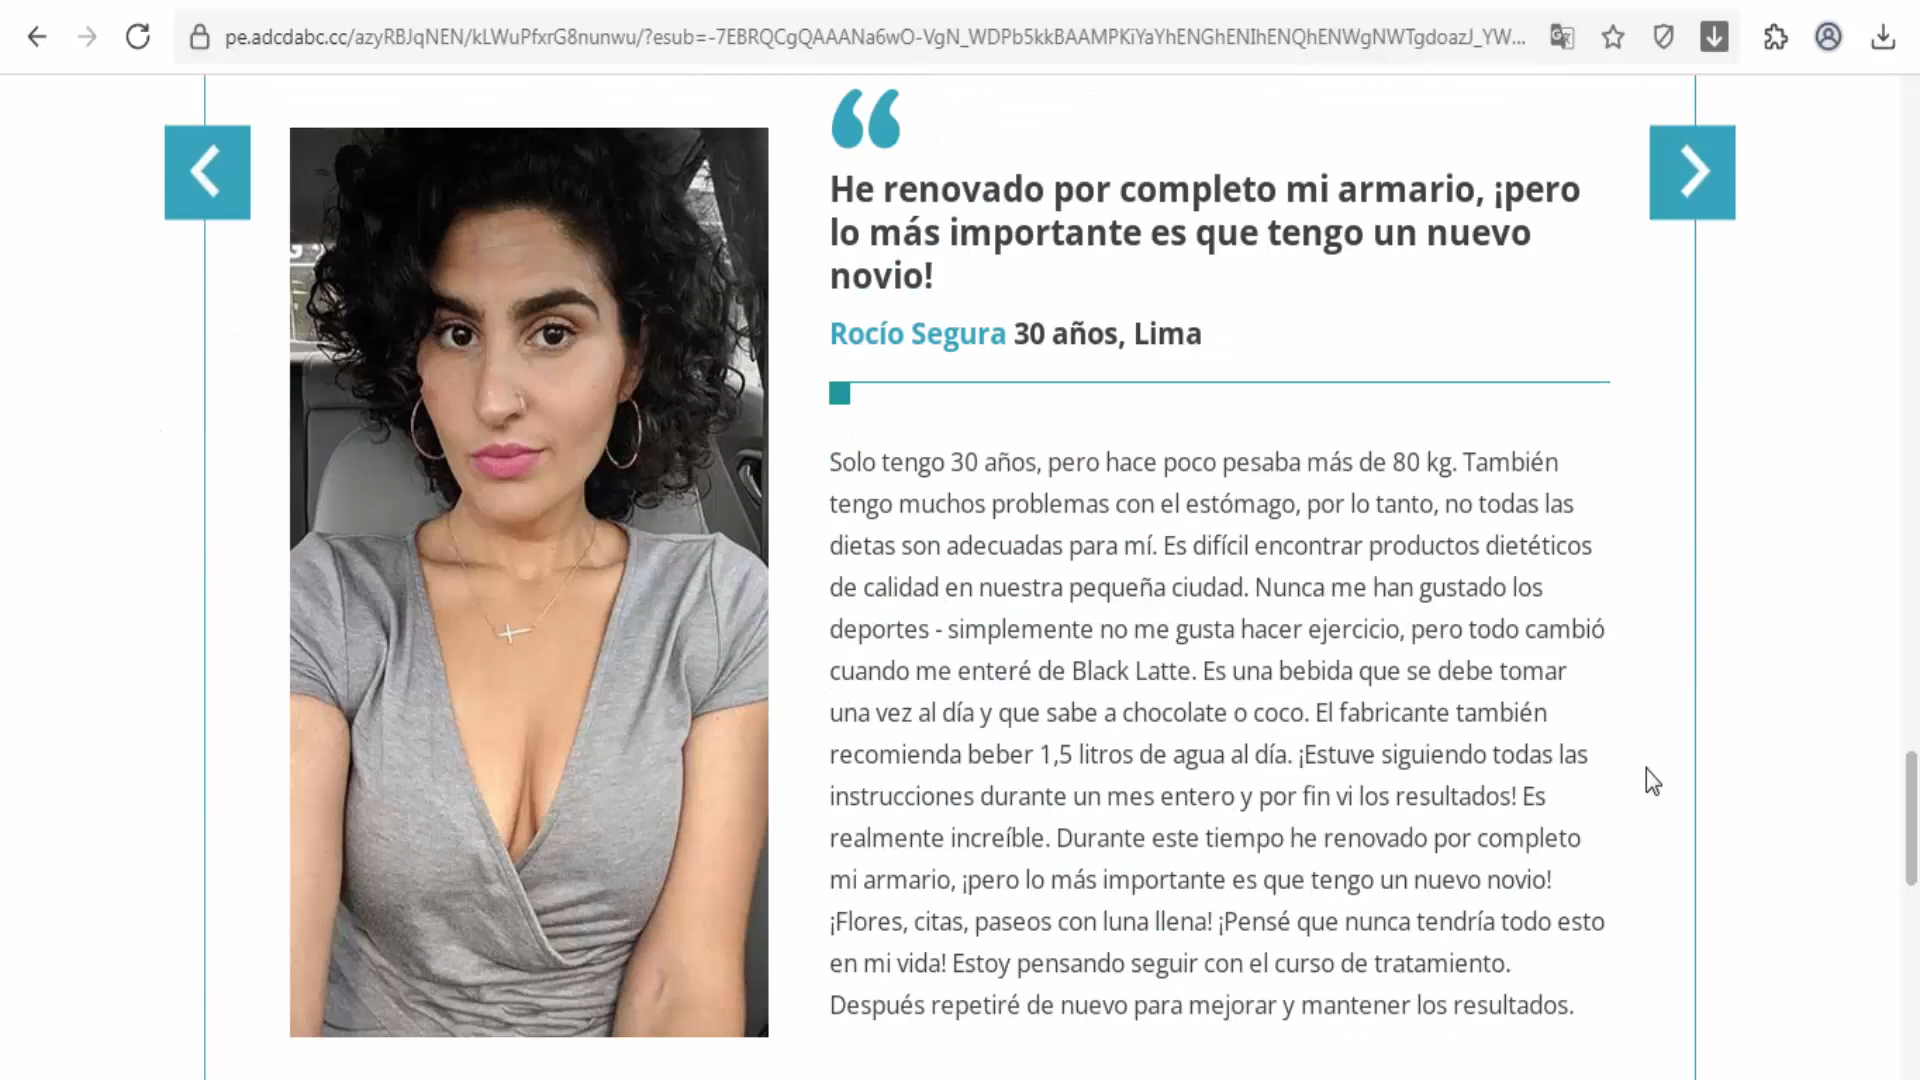 pe.adcdabc.cc/azyRBJqNEN/kLWuPfxrG8nunwu/?esub=-7EBRQCgQAAANa6wO-VgN_WDPb5kkBAAMPKiYaYhENGhENIhENQhENWgNWTgdoazJ_YW...
“
He renovado por completo mi armario, ¡pero
lo más importante es que tengo un nuevo
novio!
Rocío Segura 30 años, Lima
Solo tengo 30 años, pero hace poco pesaba más de 80 kg. También
tengo muchos problemas con el estómago, por lo tanto, no todas las
dietas son adecuadas para mí. Es difícil encontrar productos dietéticos
de calidad en nuestra pequeña ciudad. Nunca me han gustado los
deportes - simplemente no me gusta hacer ejercicio, pero todo cambió
cuando me enteré de Black Latte. Es una bebida que se debe tomar
una vez al día y que sabe a chocolate o coco. El fabricante también
recomienda beber 1,5 litros de agua al día. ¡Estuve siguiendo todas las
instrucciones durante un mes entero y por fin vi los resultados! Es
realmente increíble. Durante este tiempo he renovado por completo
mi armario, ¡pero lo más importante es que tengo un nuevo novio!
¡Flores, citas, paseos con luna llena! ¡Pensé que nunca tendría todo esto
en mi vida! Estoy pensando seguir con el curso de tratamiento.
Después repetiré de nuevo para mejorar y mantener los resultados.